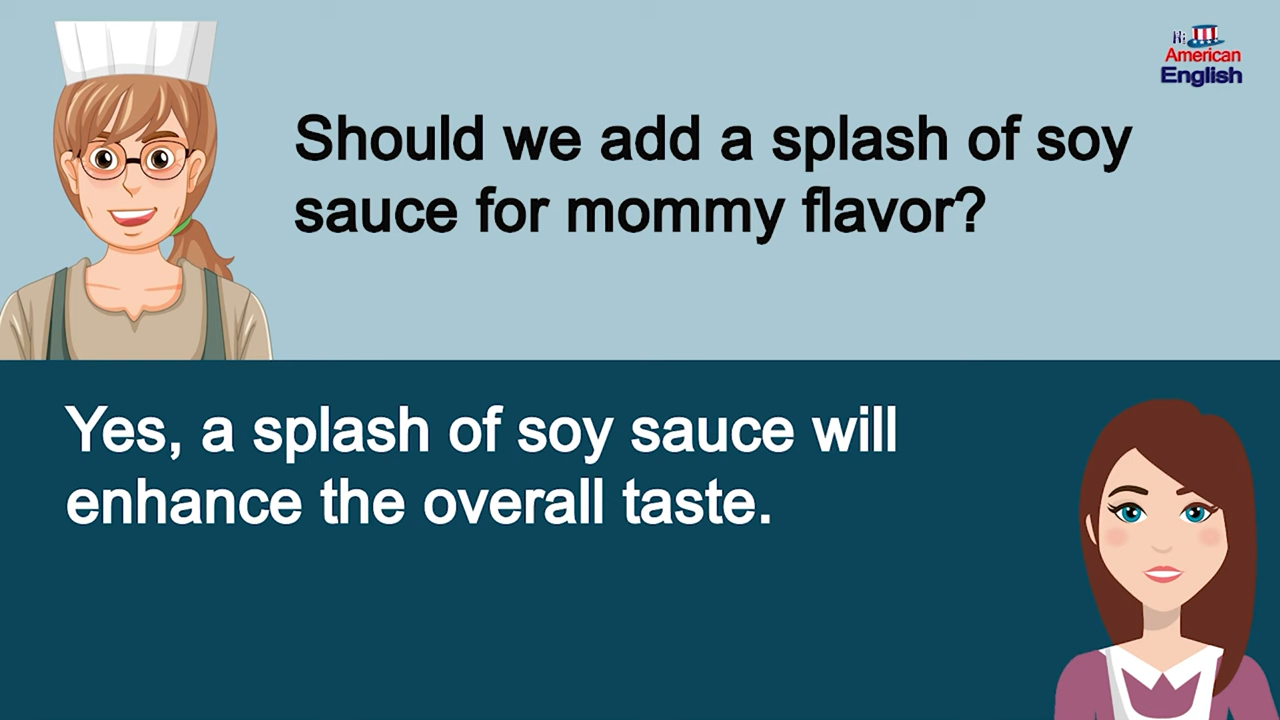 Hi
American
English
Should we add a splash of soy
sauce for mommy flavor?
Yes, a splash of soy sauce will
enhance the overall taste.